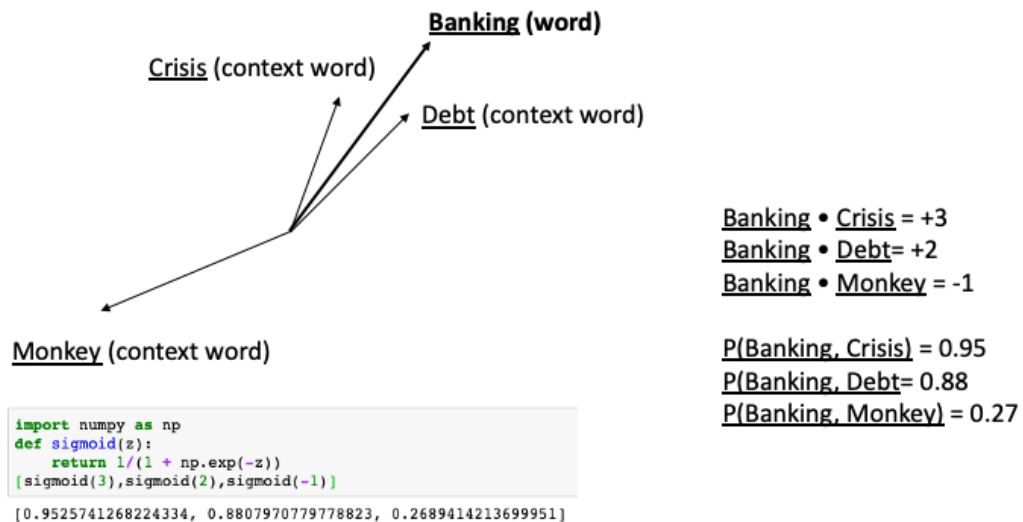 Banking (word)
Crisis (context word)
Debt (context word)
Monkey (context word)
Banking • Crisis = +3
Banking • Debt= +2
Banking • Monkey = -1
P(Banking, Crisis) = 0.95
P(Banking, Debt= 0.88
P(Banking, Monkey) = 0.27
import numpy as np
def sigmoid(z):
    return 1/(1 + np.exp(-z))
[sigmoid(3),sigmoid(2),sigmoid(-1)]
[0.9525741268224334, 0.8807970779778823, 0.2689414213699951]